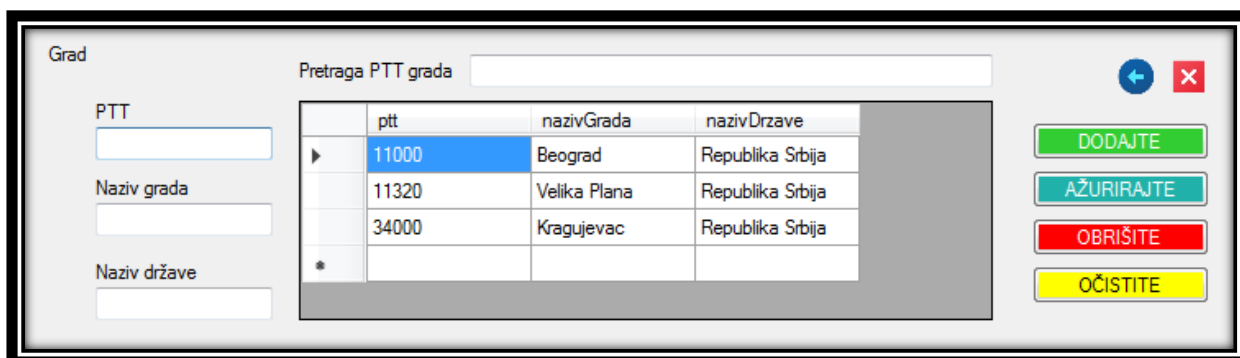 Grad
Pretraga PTT grada
PTT
Naziv grada
Naziv države
ptt nazivGrada nazivDrzave
11000 Beograd Republika Srbija
11320 Velika Plana Republika Srbija
34000 Kragujevac Republika Srbija
DODAJTE
AŽURIRAJTE
OBRIŠITE
OČISTITE